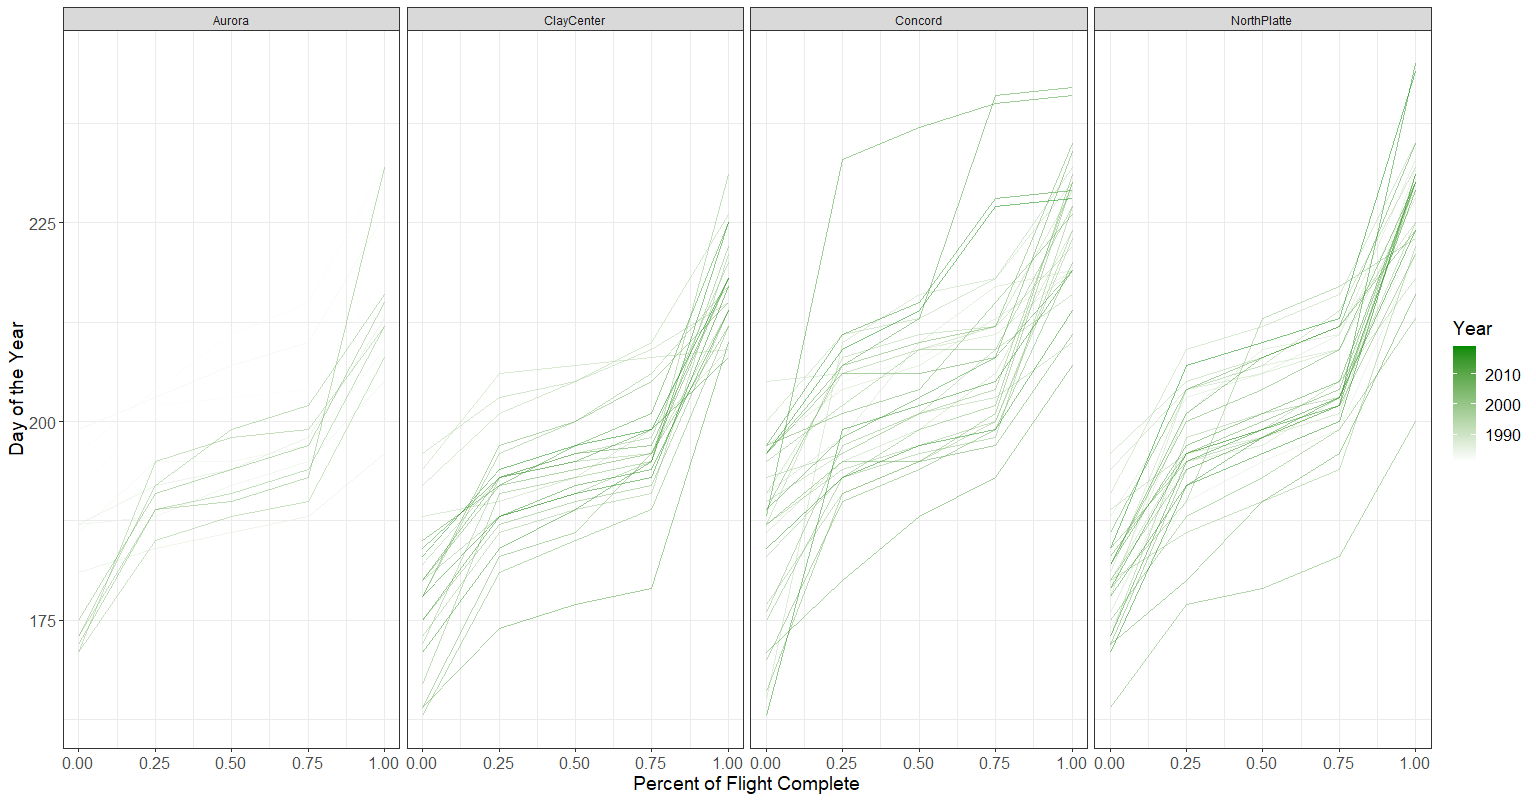 Aurora ClayCenter Concord NorthPlatte
Day of the Year
225
200
175
Year
2010
2000
1990
0.00 0.25 0.50 0.75 1.00 0.00 0.25 0.50 0.75 1.00 0.00 0.25 0.50 0.75 1.00 0.00 0.25 0.50 0.75 1.00
Percent of Flight Complete